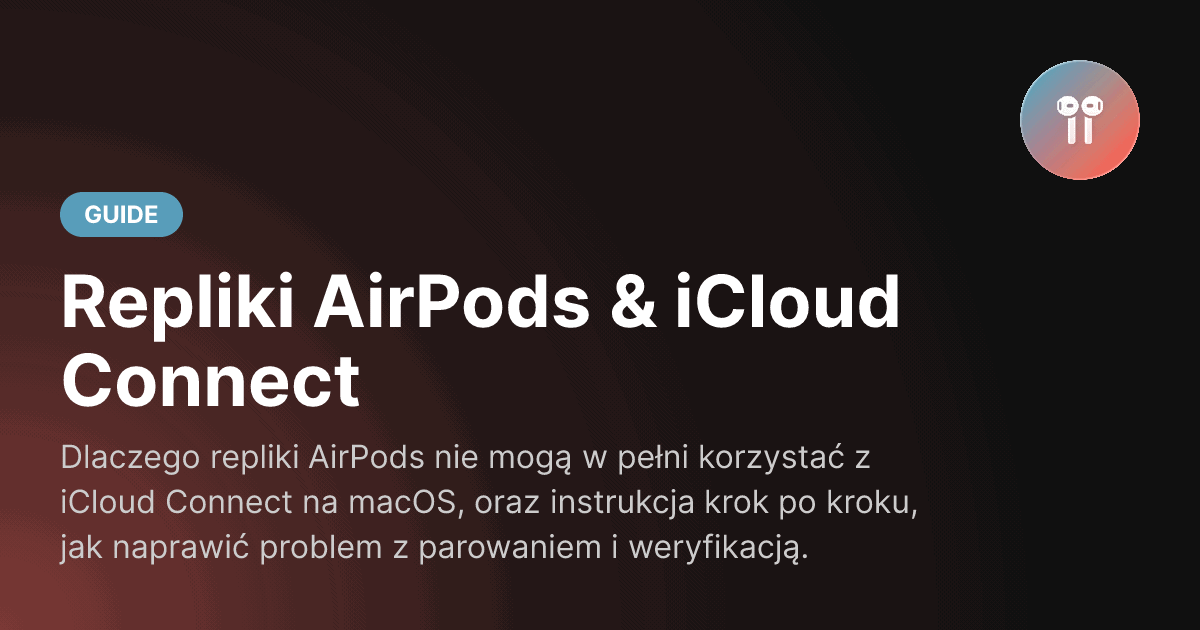 GUIDE
Repliki AirPods & iCloud
Connect
Dlaczego repliki AirPods nie mogą w pełni korzystać z
iCloud Connect na macOS, oraz instrukcja krok po kroku,
jak naprawić problem z parowaniem i weryfikacją.